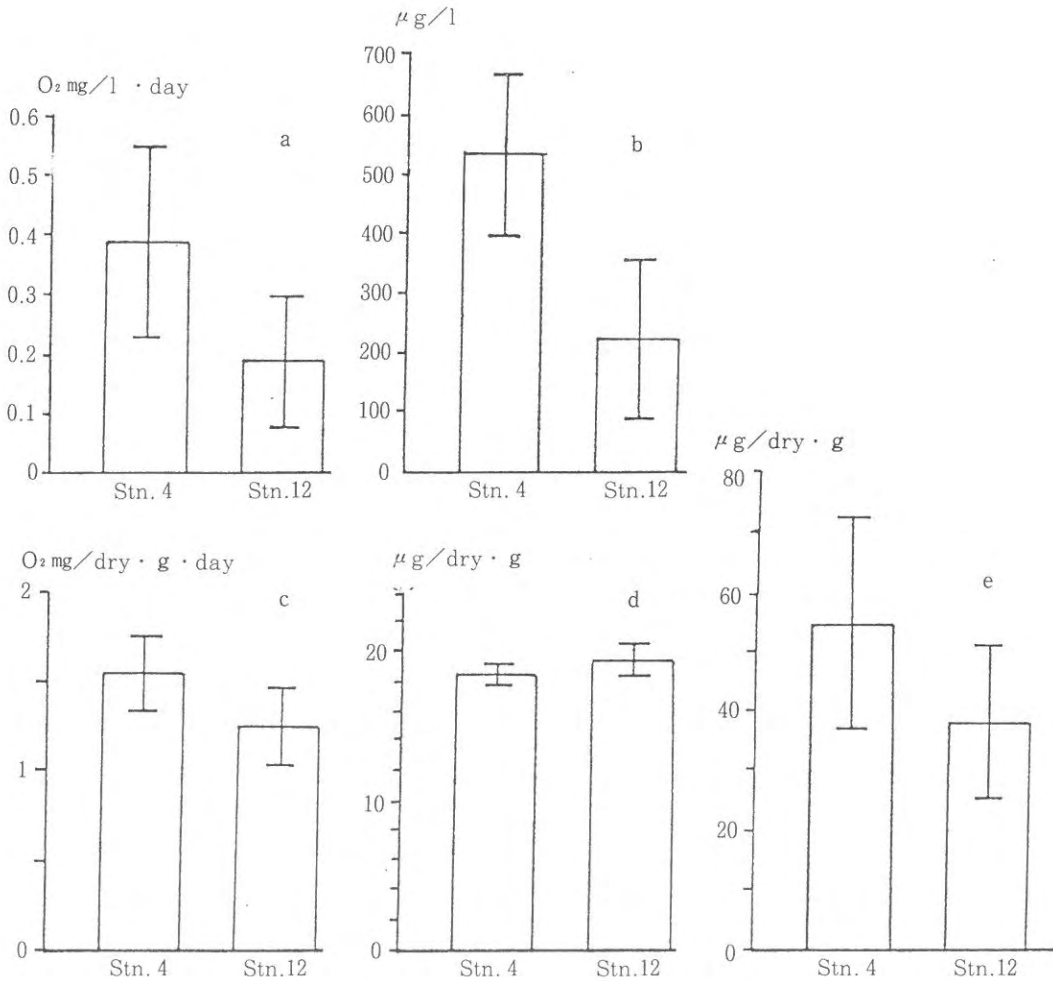 O₂ mg/l · day
0.6
0.5
0.4
0.3
0.2
0.1
0
a
Stn. 4
Stn.12
μg/l
700
600
500
400
300
200
100
0
b
Stn. 4
Stn.12
O₂ mg/dry · g · day
2
1
0
c
Stn. 4
Stn.12
μg/dry · g
20
10
0
d
Stn. 4
Stn.12
μg/dry · g
80
60
40
20
0
e
Stn. 4
Stn.12